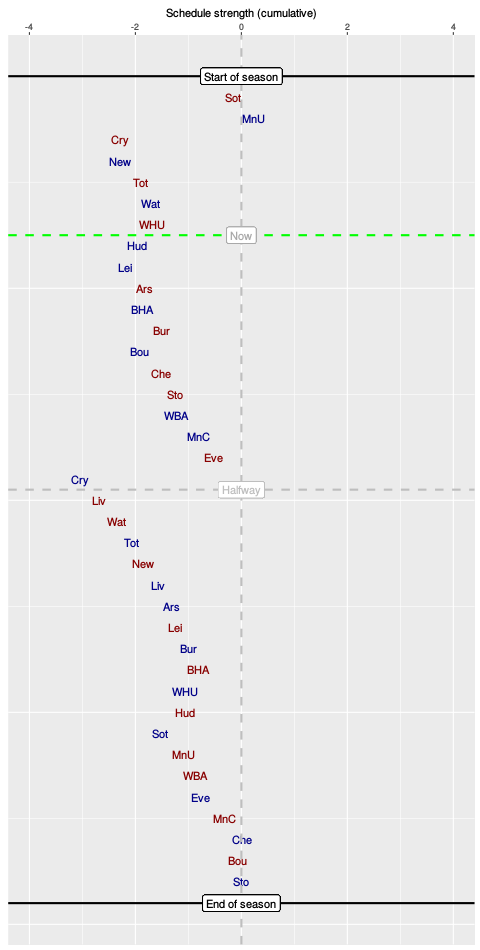 Schedule strength (cumulative)
-4 -2 0 2 4
Start of season
Sot
MnU
Cry
New
Tot
Wat
WHU
Now
Hud
Lei
Ars
BHA
Bur
Bou
Che
Sto
WBA
MnC
Eve
Cry
Halfway
Liv
Wat
Tot
New
Liv
Ars
Lei
Bur
BHA
WHU
Hud
Sot
MnU
WBA
Eve
MnC
Che
Bou
Sto
End of season